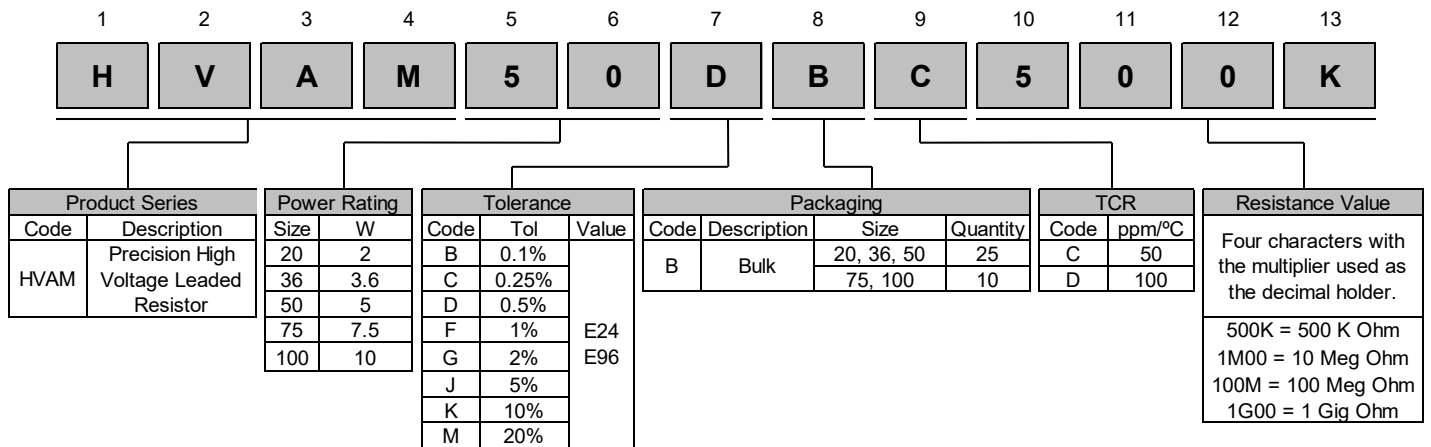 1 2 3 4 5 6 7 8 9 10 11 12 13
H V A M 5 0 D B C 5 0 0 K
Product Series
Code Description
HVAM Precision High
Voltage Leaded
Resistor
Power Rating
Size W
20 2
36 3.6
50 5
75 7.5
100 10
Tolerance
Code Tol Value
B 0.1%
C 0.25%
D 0.5%
F 1%
G 2%
J 5%
K 10%
M 20%
E24
E96
Packaging
Code Description Size Quantity
B Bulk 20, 36, 50 25
75, 100 10
TCR
Code ppm/ºC
C 50
D 100
Resistance Value
Four characters with
the multiplier used as
the decimal holder.
500K = 500 K Ohm
1M00 = 10 Meg Ohm
100M = 100 Meg Ohm
1G00 = 1 Gig Ohm